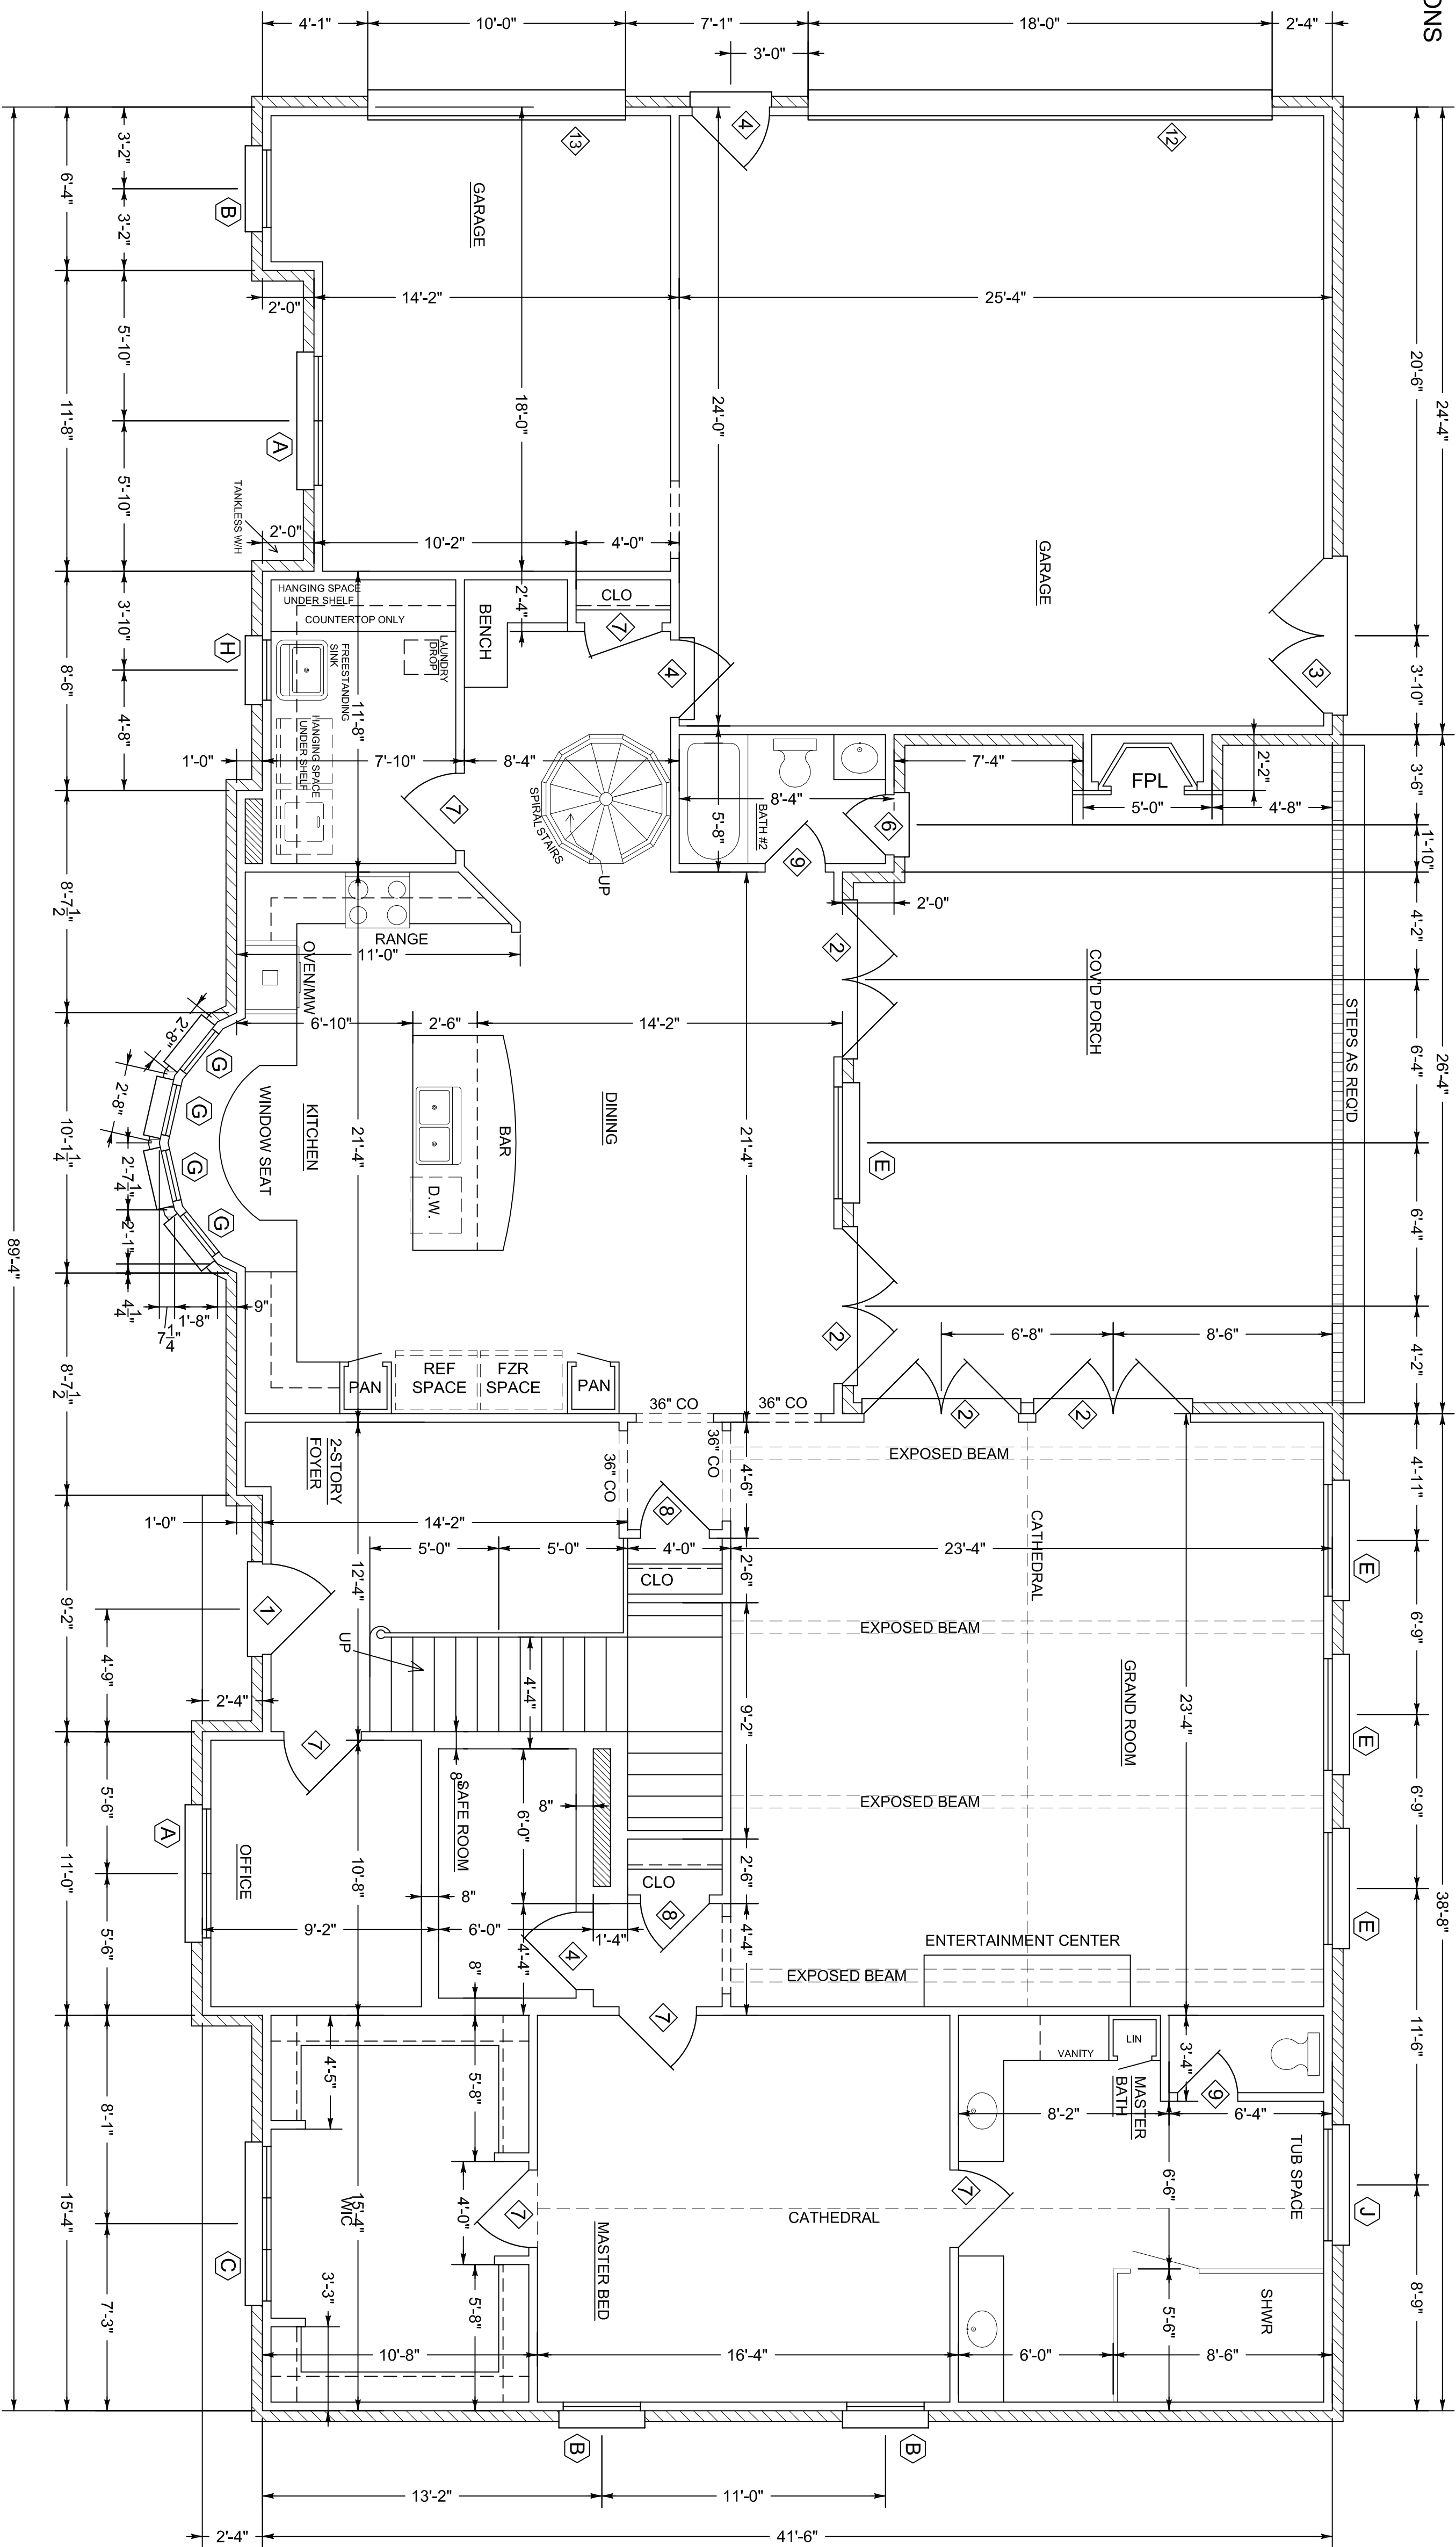 ONS
4'-1"
10'-0"
7'-1"
18'-0"
2'-4"
3'-0"
4
13
12
3'-2"
6'-4"
3'-2"
B
GARAGE
2'-0"
14'-2"
25'-4"
20'-6"
24'-4"
5'-10"
11'-8"
5'-10"
A
18'-0"
24'-0"
TANKLESS W/H
2'-0"
10'-2"
4'-0"
GARAGE
3'-10"
8'-6"
4'-8"
H
HANGING SPACE
UNDER SHELF
COUNTERTOP ONLY
FREESTANDING
SINK
LAUNDRY
DROP
HANGING SPACE
UNDER SHELF
11'-8"
BENCH
2'-4"
CLO
7
4
3
3'-10"
1'-0"
7'-10"
8'-4"
7
SPIRAL STAIRS
UP
8'-4"
5'-8"
BATH #2
6
9
7'-4"
FPL
5'-0"
2'-2"
4'-8"
3'-6"
1'-10"
2'-0"
8'-7 1/2"
RANGE
11'-0"
OVEN/MW
2
4'-2"
COV'D PORCH
STEPS AS REQ'D
6'-4"
26'-4"
6'-4"
4'-2"
6'-10"
2'-6"
14'-2"
2'-8"
2'-8"
2'-7 1/4"
2'-1"
4 1/4"
10'-1 1/4"
G
G
G
G
WINDOW SEAT
KITCHEN
21'-4"
BAR
D.W.
DINING
21'-4"
E
9"
1'-8"
7 1/4"
2
6'-8"
8'-6"
89'-4"
8'-7 1/2"
PAN
REF
SPACE
FZR
SPACE
PAN
36" CO
36" CO
36" CO
36" CO
2
2
2-STORY
FOYER
EXPOSED BEAM
4'-6"
4'-11"
8
CATHEDRAL
1'-0"
14'-2"
5'-0"
5'-0"
4'-0"
23'-4"
12'-4"
CLO
2'-6"
E
9'-2"
1
4'-9"
UP
EXPOSED BEAM
6'-9"
2'-4"
4'-4"
9'-2"
GRAND ROOM
23'-4"
7
E
8"
5'-6"
A
SAFE ROOM
6'-0"
8"
EXPOSED BEAM
6'-9"
11'-0"
OFFICE
10'-8"
8"
2'-6"
CLO
8
E
38'-8"
5'-6"
9'-2"
6'-0"
1'-4"
4
4'-4"
4'-4"
ENTERTAINMENT CENTER
EXPOSED BEAM
8"
7
11'-6"
4'-5"
5'-8"
VANITY
LIN
3'-4"
MASTER
BATH
9
8'-2"
6'-4"
8'-1"
TUB SPACE
4'-0"
7
7
6'-6"
J
15'-4"
WIC
15'-4"
CATHEDRAL
C
MASTER BED
3'-3"
5'-8"
7'-3"
5'-6"
SHWR
8'-9"
10'-8"
16'-4"
6'-0"
8'-6"
B
B
13'-2"
11'-0"
2'-4"
41'-6"